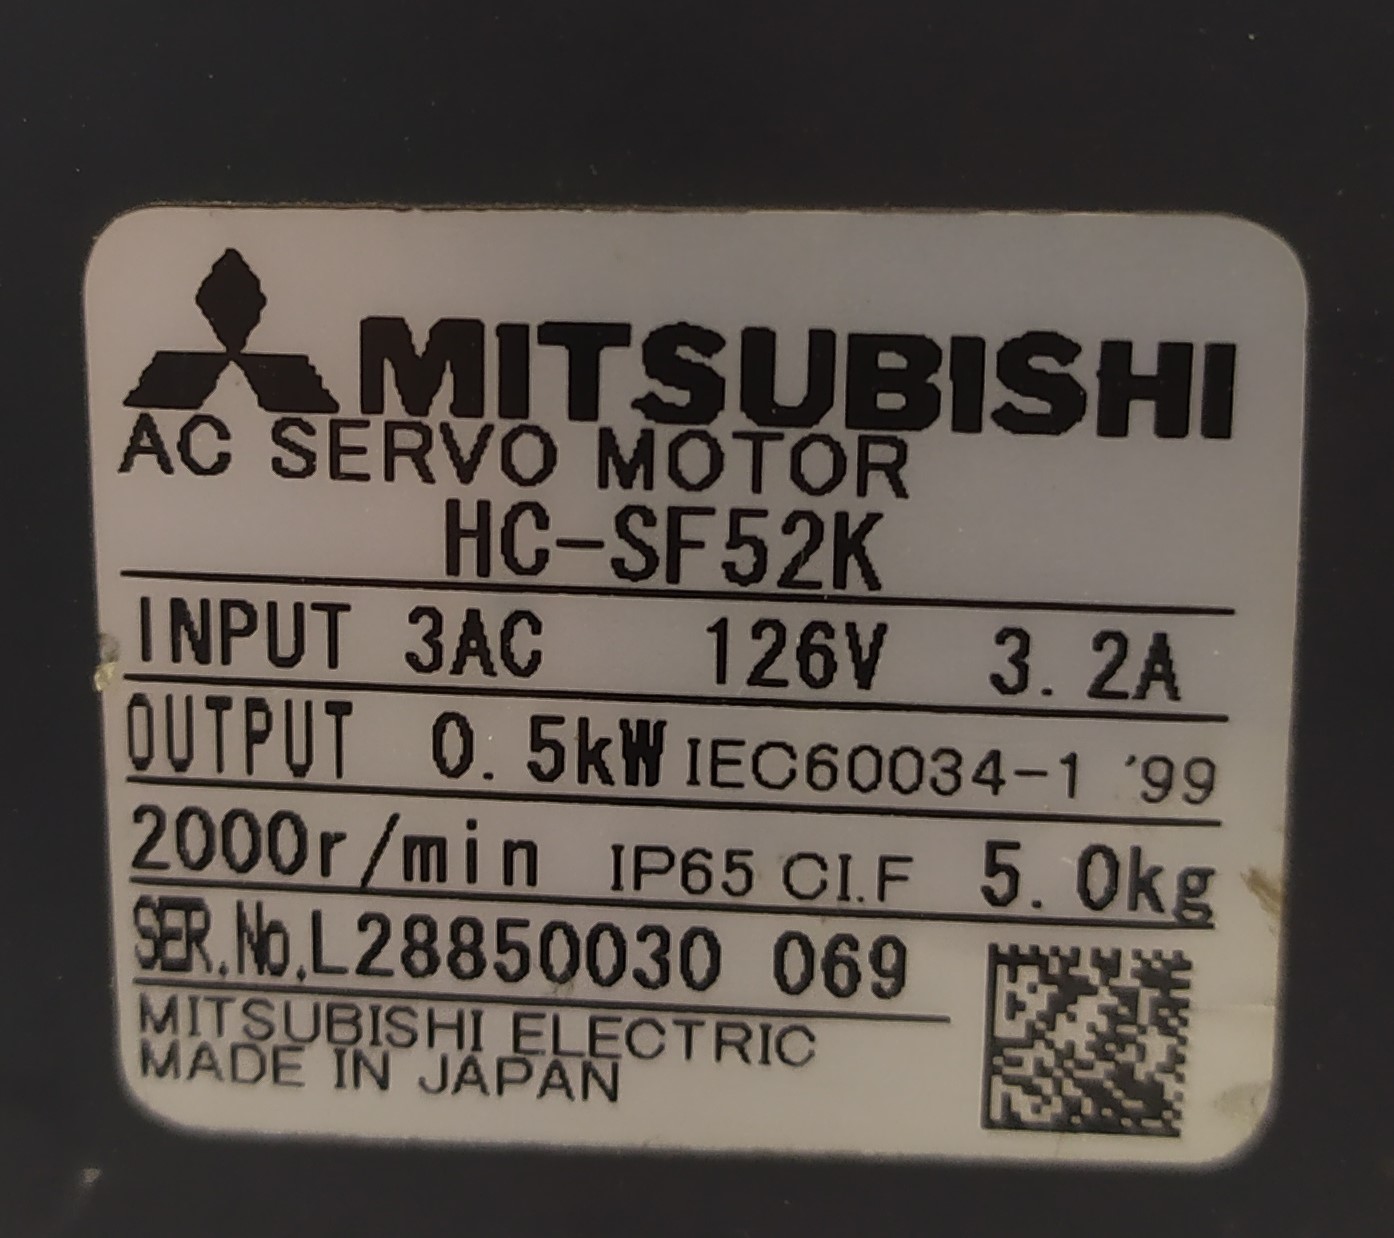 MITSUBISHI
AC SERVO MOTOR
HC-SF52K
INPUT 3AC 126V 3.2A
OUTPUT 0.5kW IEC60034-1 '99
2000r/min IP65 CI.F 5.0kg
SER.No.L28850030 069
MITSUBISHI ELECTRIC
MADE IN JAPAN